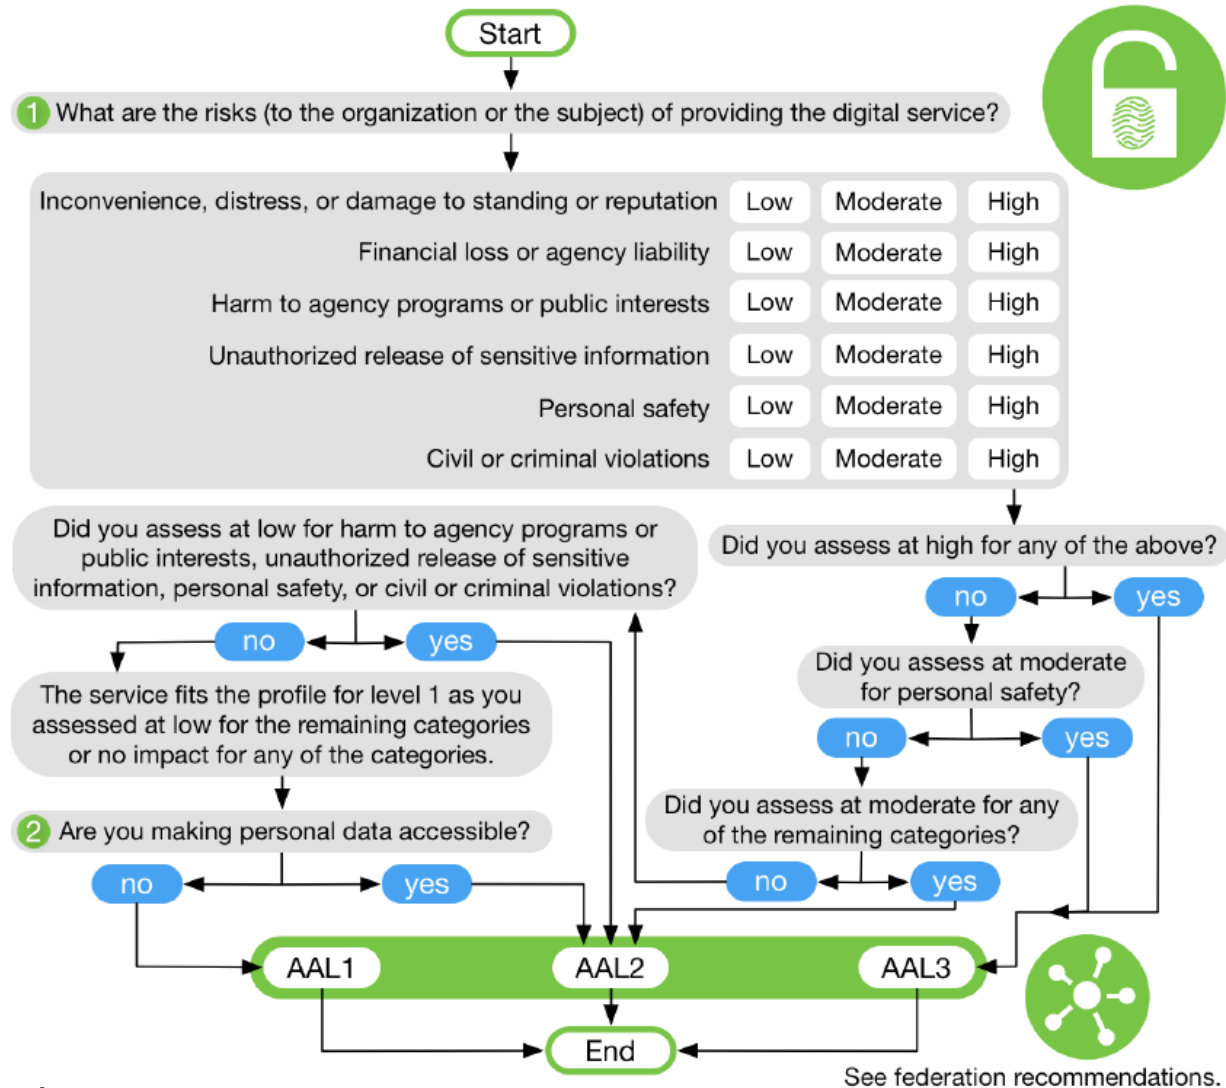 Start
1 What are the risks (to the organization or the subject) of providing the digital service?
Inconvenience, distress, or damage to standing or reputation Low Moderate High
Financial loss or agency liability Low Moderate High
Harm to agency programs or public interests Low Moderate High
Unauthorized release of sensitive information Low Moderate High
Personal safety Low Moderate High
Civil or criminal violations Low Moderate High
Did you assess at high for any of the above?
no yes
Did you assess at moderate
for personal safety?
no yes
Did you assess at moderate for any
of the remaining categories?
no yes
Did you assess at low for harm to agency programs or
public interests, unauthorized release of sensitive
information, personal safety, or civil or criminal violations?
no yes
The service fits the profile for level 1 as you
assessed at low for the remaining categories
or no impact for any of the categories.
2 Are you making personal data accessible?
no yes
AAL1 AAL2 AAL3
End
See federation recommendations.